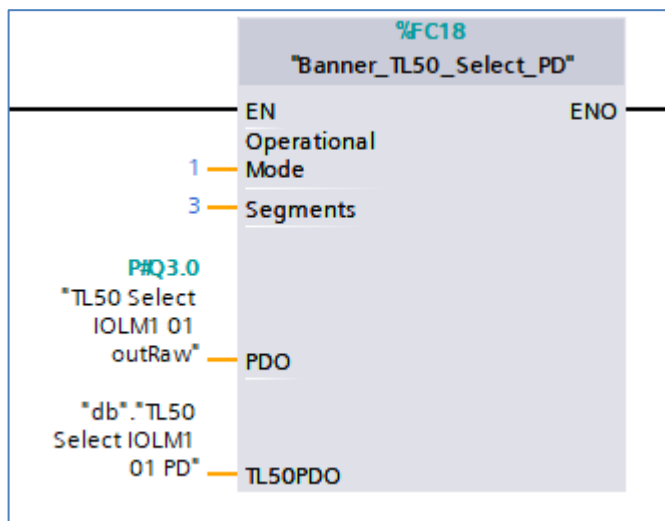 %FC18
"Banner_TL50_Select_PD"
EN ENO
Operational
1 Mode
3 Segments
P#Q3.0
"TL50 Select
IOLM1 01
outRaw" PDO
"db"."TL50
Select IOLM1
01 PD" TL50PDO